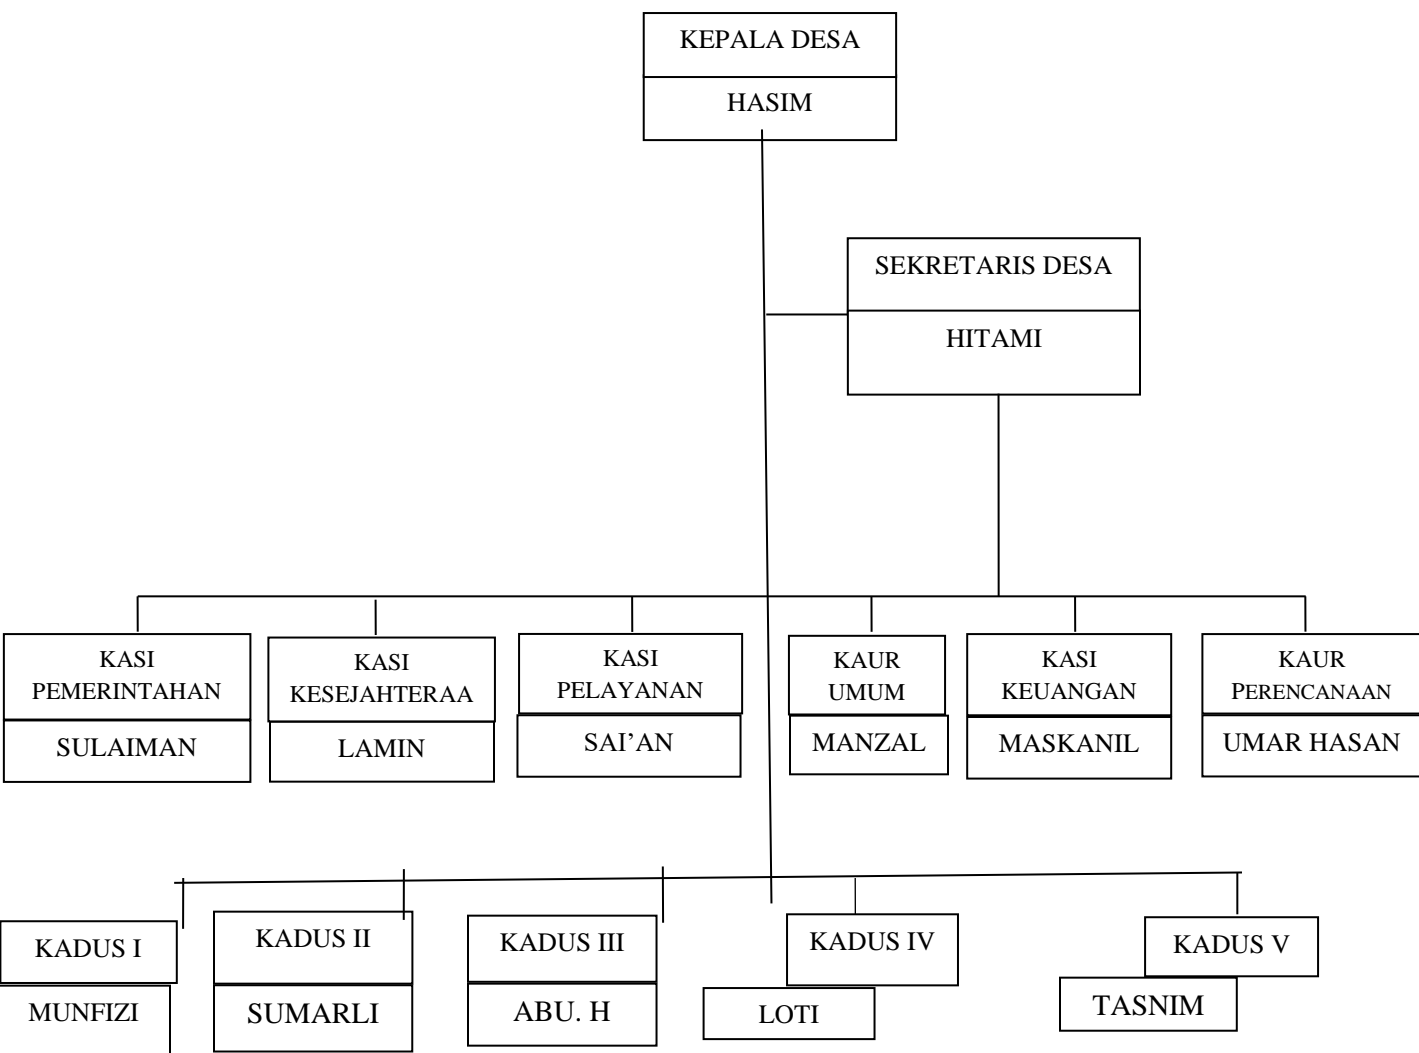 KEPALA DESA
HASIM
SEKRETARIS DESA
HITAMI
KASI
PEMERINTAHAN
SULAIMAN
KASI
KESEJAHTERAA
LAMIN
KASI
PELAYANAN
SAI’AN
KAUR
UMUM
MANZAL
KASI
KEUANGAN
MASKANIL
KAUR
PERENCANAAN
UMAR HASAN
KADUS I
MUNFIZI
KADUS II
SUMARLI
KADUS III
ABU. H
KADUS IV
LOTI
KADUS V
TASNIM